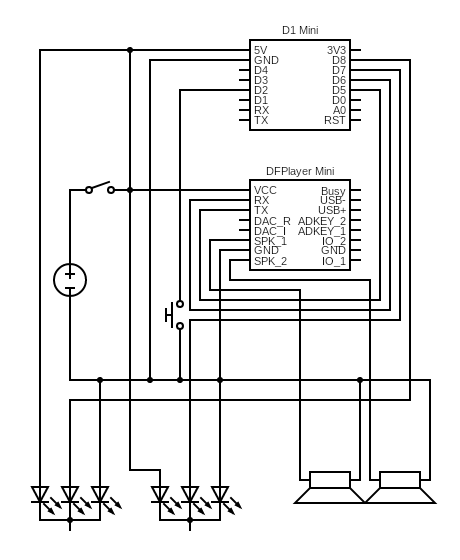 D1 Mini
5V 3V3
GND D8
D4 D7
D3 D6
D2 D5
D1 D0
RX A0
TX RST
DFPlayer Mini
VCC Busy
RX USB-
TX USB+
DAC_R ADKEY_2
DAC_I ADKEY_1
SPK_1 IO_2
GND GND
SPK_2 IO_1